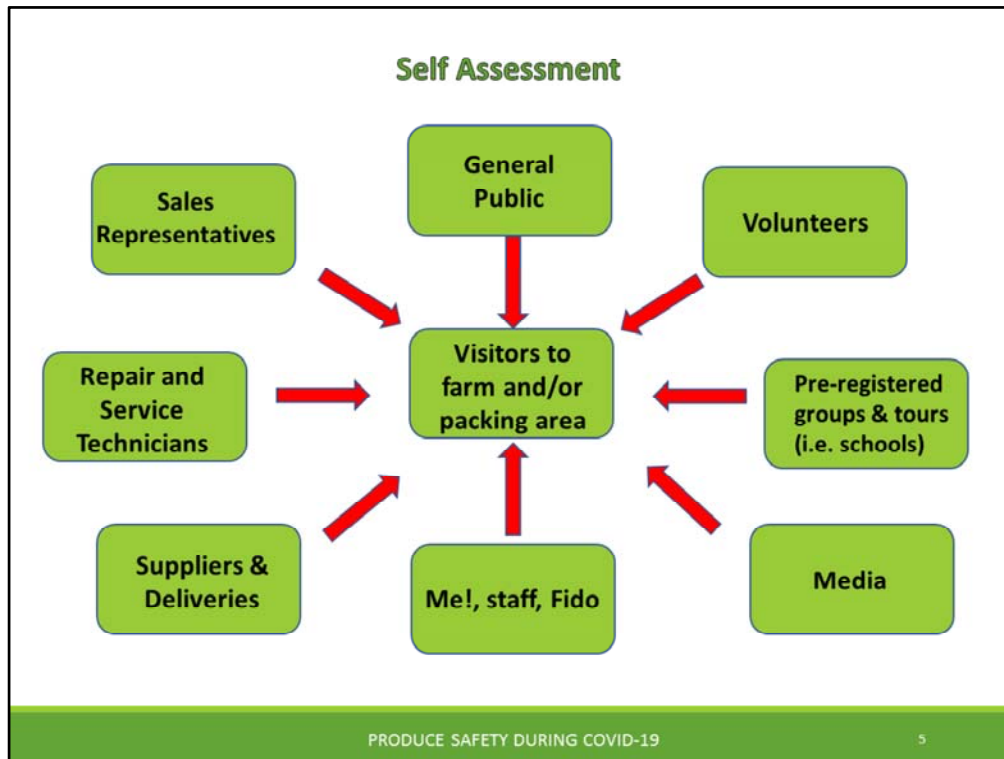 Self Assessment
General
Public
Sales
Representatives
Volunteers
Repair and
Service
Technicians
Visitors to
farm and/or
packing area
Pre-registered
groups & tours
(i.e. schools)
Suppliers &
Deliveries
Me!, staff, Fido
Media
PRODUCE SAFETY DURING COVID-19
5